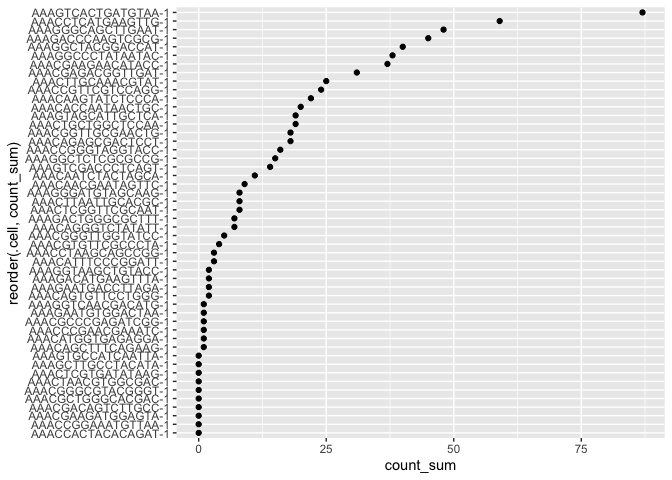 reorder(.cell, count_sum)
AAAGTCACTGATGTAA-1
AAACCTCATGAAGTTG-1
AAAGGGCAGCTTGAAT-1
AAAGACCCAAGTCGCG-1
AAAGGCTACGGACCAT-1
AAAGGCCCTATAATAC-1
AAACGAAGAACATACC-1
AAACGAGACGGTTGAT-1
AAACTTGCAAACGTAT-1
AAACCGTTCGTCCAGG-1
AAACAAGTATCTCCCA-1
AAACACCAATAACTGC-1
AAAGTAGCATTGCTCA-1
AAACTGCTGGCTCCAA-1
AAACGGTTGCGAACTG-1
AAACAGAGCGACTCCT-1
AAACCGGGTAGGTACC-1
AAAGGCTCTCGCGCCG-1
AAAGTCGACCCTCAGT-1
AAACAATCTACTAGCA-1
AAACAACGAATAGTTC-1
AAAGGGATGTAGCAAG-1
AAACTTAATTGCACGC-1
AAACTCGGTTCGCAAT-1
AAAGACTGGGCGCTTT-1
AAACAGGGTCTATATT-1
AAACGGGTTGGTATCC-1
AAACGTGTTCGCCCTA-1
AAACCTAAGCAGCCGG-1
AAACATTTCCCGGATT-1
AAAGGTAAGCTGTACC-1
AAAGACATGAAGTTTA-1
AAAGAATGACCTTAGA-1
AAACAGTGTTCCTGGG-1
AAAGGTCAACGACATG-1
AAAGAATGTGGACTAA-1
AAACGCCCGAGATCGG-1
AAACCCGAACGAAATC-1
AAACATGGTGAGAGGA-1
AAACAGCTTTCAGAAG-1
AAAGTGCCATCAATTA-1
AAAGCTTGCCTACATA-1
AAACTCGTGATATAAG-1
AAACTAACGTGGCGAC-1
AAACGGGCGTACGGGT-1
AAACGCTGGGCACGAC-1
AAACGACAGTCTTGCC-1
AAACGAAGATGGAGTA-1
AAACCGGAAATGTTAA-1
AAACCACTACACAGAT-1
0 25 50 75
count_sum